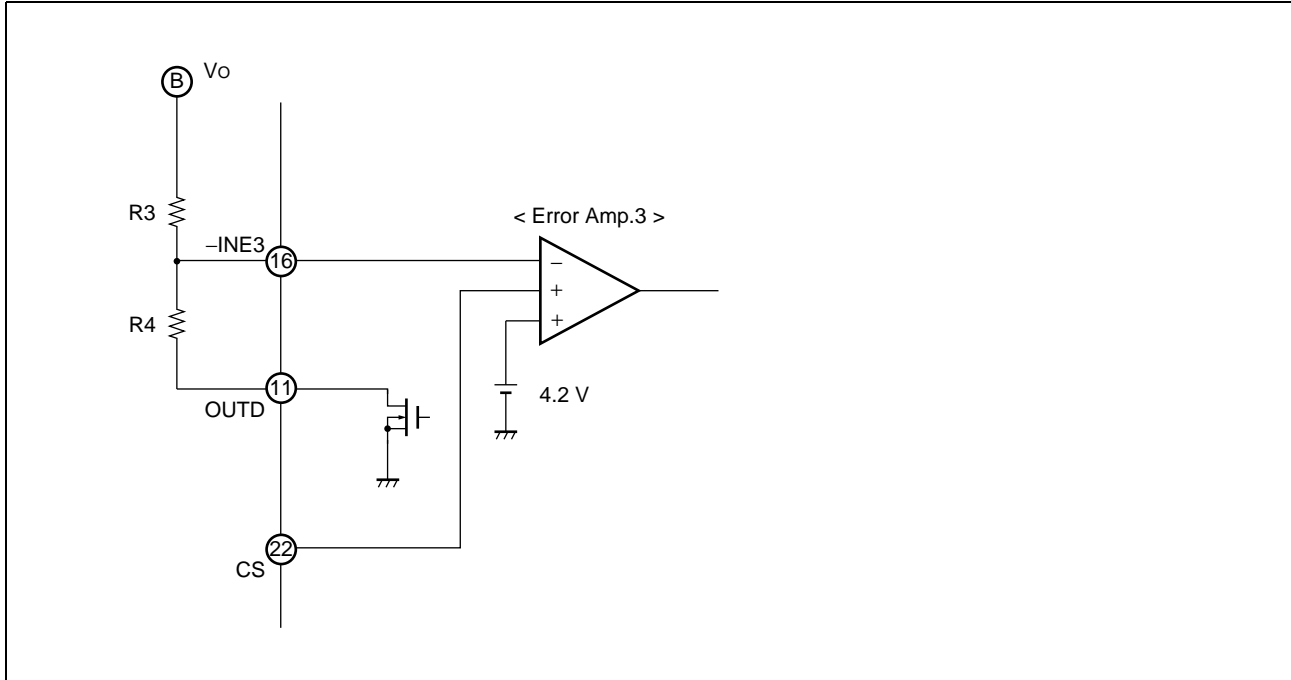 B
VO
R3
−INE3
16
< Error Amp.3 >
−
+
+
R4
11
OUTD
4.2 V
22
CS